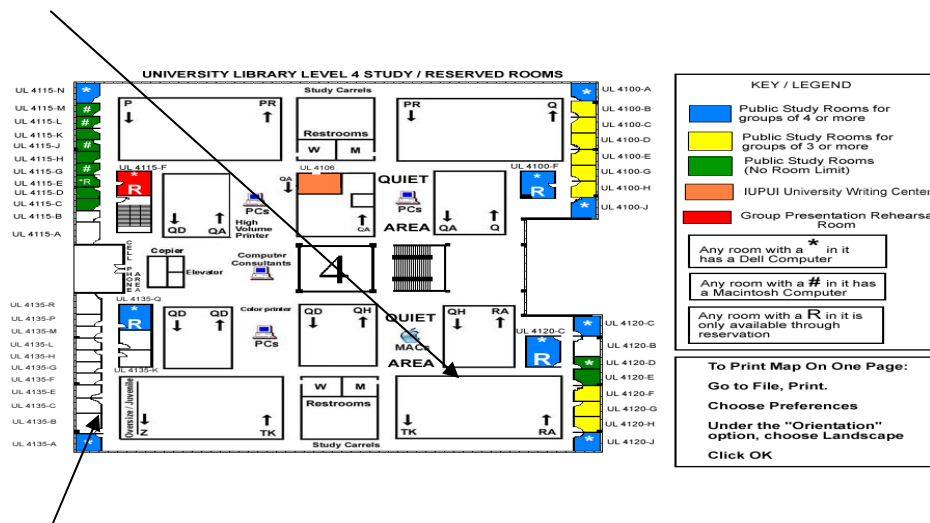 UNIVERSITY LIBRARY LEVEL 4 STUDY / RESERVED ROOMS
UL 4115-N
UL 4115-M
UL 4115-L
UL 4115-K
UL 4115-J
UL 4115-H
UL 4115-G
UL 4115-E
UL 4115-D
UL 4115-C
UL 4115-B
UL 4115-A
*
#
#
#
#
*R
Study Carrels
P
PR
Restrooms
W
M
PR
Q
UL 4115-F
*
R
UL 4106
UL 4100-F
*
R
QUIET
AREA
PCs
PCs
QA
QA
QD
QA
High
Volume
Printer
QA
Q
UL 4100-A
UL 4100-B
UL 4100-C
UL 4100-D
UL 4100-E
UL 4100-G
UL 4100-H
UL 4100-J
*
*
CELL PHONE
AREA
Copier
Elevator
Computer
Consultants
4
UL 4135-R
UL 4135-P
UL 4135-M
UL 4135-L
UL 4135-H
UL 4135-G
UL 4135-F
UL 4135-E
UL 4135-C
UL 4135-B
UL 4135-A
*
UL 4135-Q
*
R
UL 4135-K
QD
QD
Color printer
PCs
QD
QH
QUIET
MACs
AREA
QH
RA
UL 4120-C
*
R
UL 4120-C
UL 4120-B
UL 4120-D
UL 4120-E
UL 4120-F
UL 4120-G
UL 4120-H
UL 4120-J
*
*
*
Oversize / Juvenile
Z
TK
W
M
Restrooms
Study Carrels
TK
RA
KEY / LEGEND
Public Study Rooms for
groups of 4 or more
Public Study Rooms for
groups of 3 or more
Public Study Rooms
(No Room Limit)
IUPUI University Writing Center
Group Presentation Rehearsa
Room
Any room with a * in it
has a Dell Computer
Any room with a # in it has
a Macintosh Computer
Any room with a R in it is
only available through
reservation
To Print Map On One Page:
Go to File, Print.
Choose Preferences
Under the "Orientation"
option, choose Landscape
Click OK